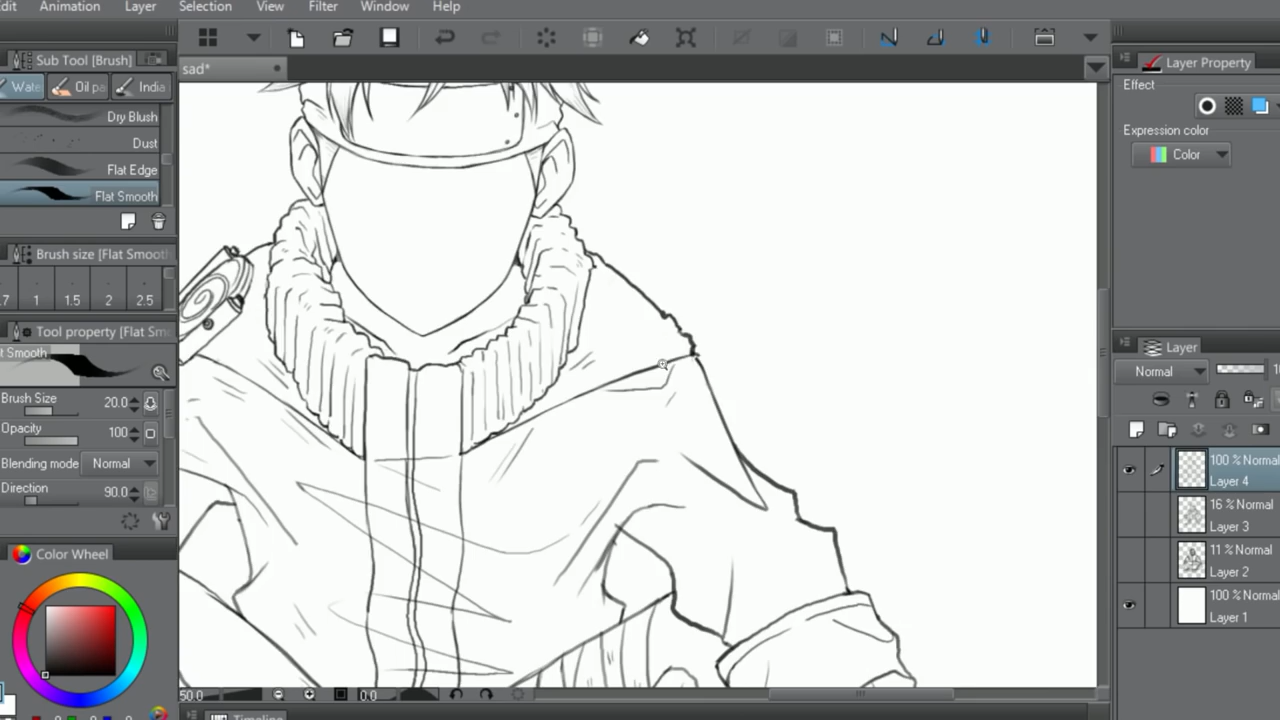 dit Animation Layer Selection View Filter Window Help
Sub Tool [Brush]
Wate Oil pa India
sad*
Dry Blush
Dust
Flat Edge
Flat Smooth
Brush size [Flat Smooth
.7 1 1.5 2 2.5
Tool property [Flat Smo
t Smooth
Brush Size 20.0
Opacity 100
Blending mode Normal
Direction 90.0
Color Wheel
50.0 0.0
Timeline
Layer Property
Effect
Expression color
Color
Layer
Normal 10
100 % Normal
Layer 4
16 % Normal
Layer 3
11 % Normal
Layer 2
100 % Normal
Layer 1